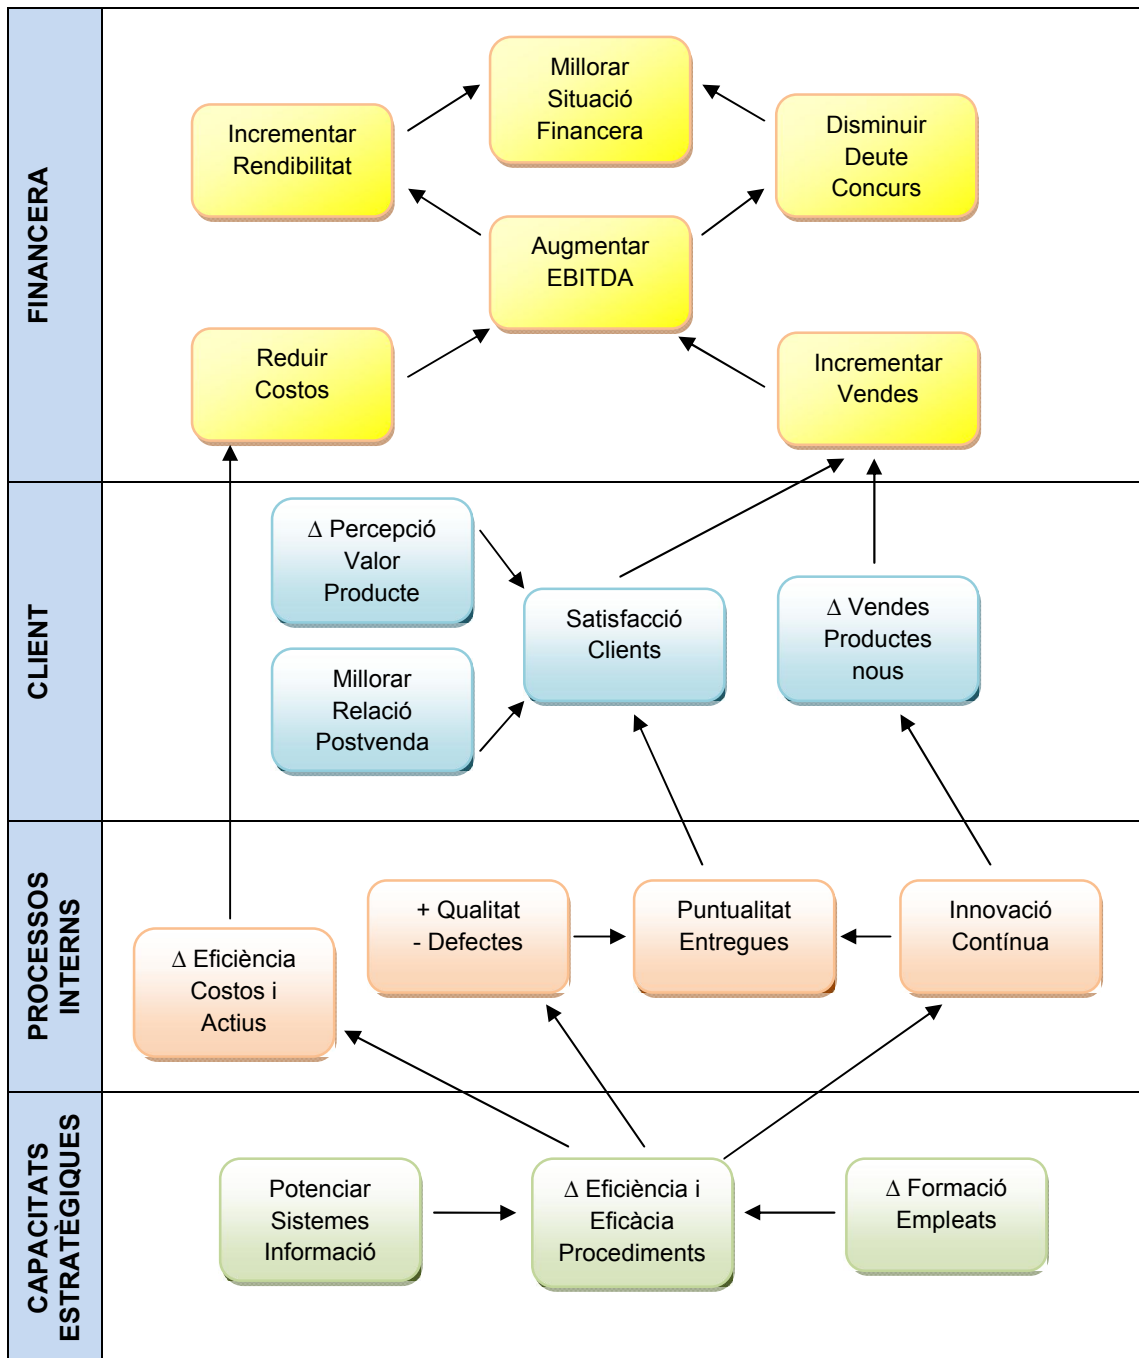 FINANCERA
Millorar
Situació
Financera
Incrementar
Rendibilitat
Disminuir
Deute
Concurs
Augmentar
EBITDA
Reduir
Costos
Incrementar
Vendes
CLIENT
∆ Percepció
Valor
Producte
Satisfacció
Clients
∆ Vendes
Productes
nous
Millorar
Relació
Postvenda
PROCESSOS
INTERNS
+ Qualitat
- Defectes
Puntualitat
Entregues
Innovació
Contínua
∆ Eficiència
Costos i
Actius
CAPACITATS
ESTRATÈGIQUES
Potenciar
Sistemes
Informació
∆ Eficiència i
Eficàcia
Procediments
∆ Formació
Empleats